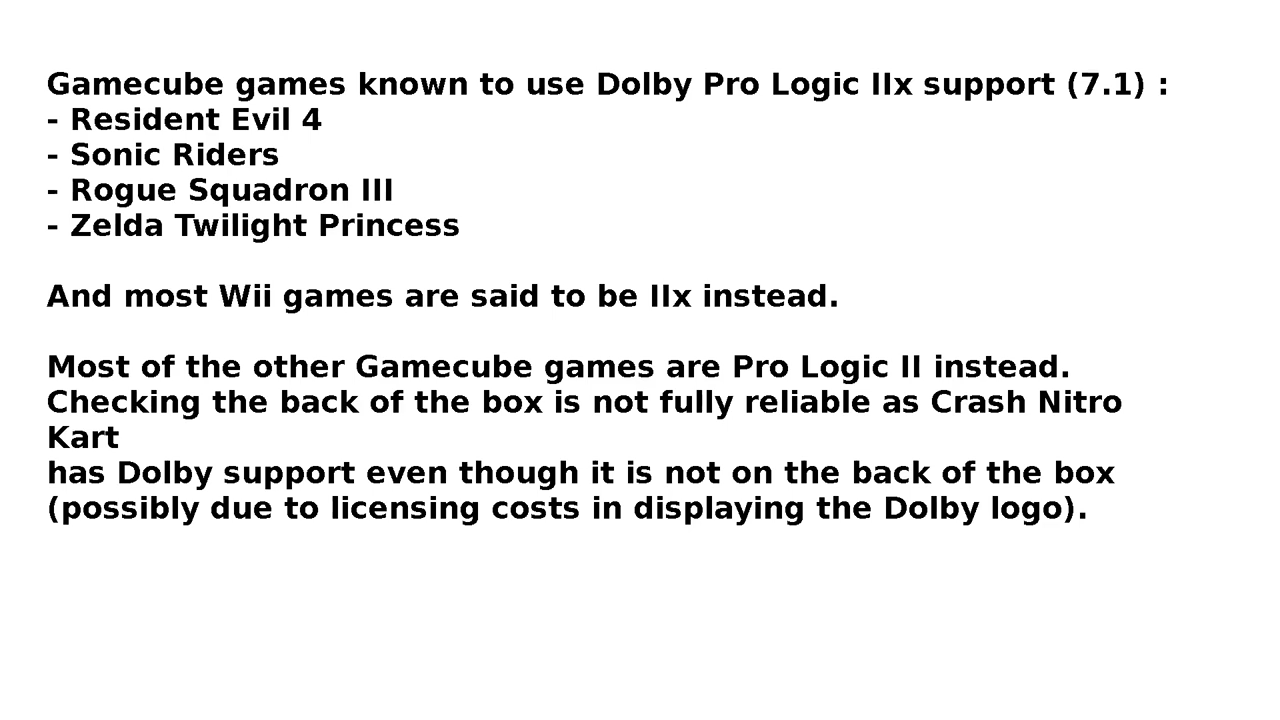 Gamecube games known to use Dolby Pro Logic IIx support (7.1) :
- Resident Evil 4
- Sonic Riders
- Rogue Squadron III
- Zelda Twilight Princess
And most Wii games are said to be IIx instead.
Most of the other Gamecube games are Pro Logic II instead.
Checking the back of the box is not fully reliable as Crash Nitro
Kart
has Dolby support even though it is not on the back of the box
(possibly due to licensing costs in displaying the Dolby logo).